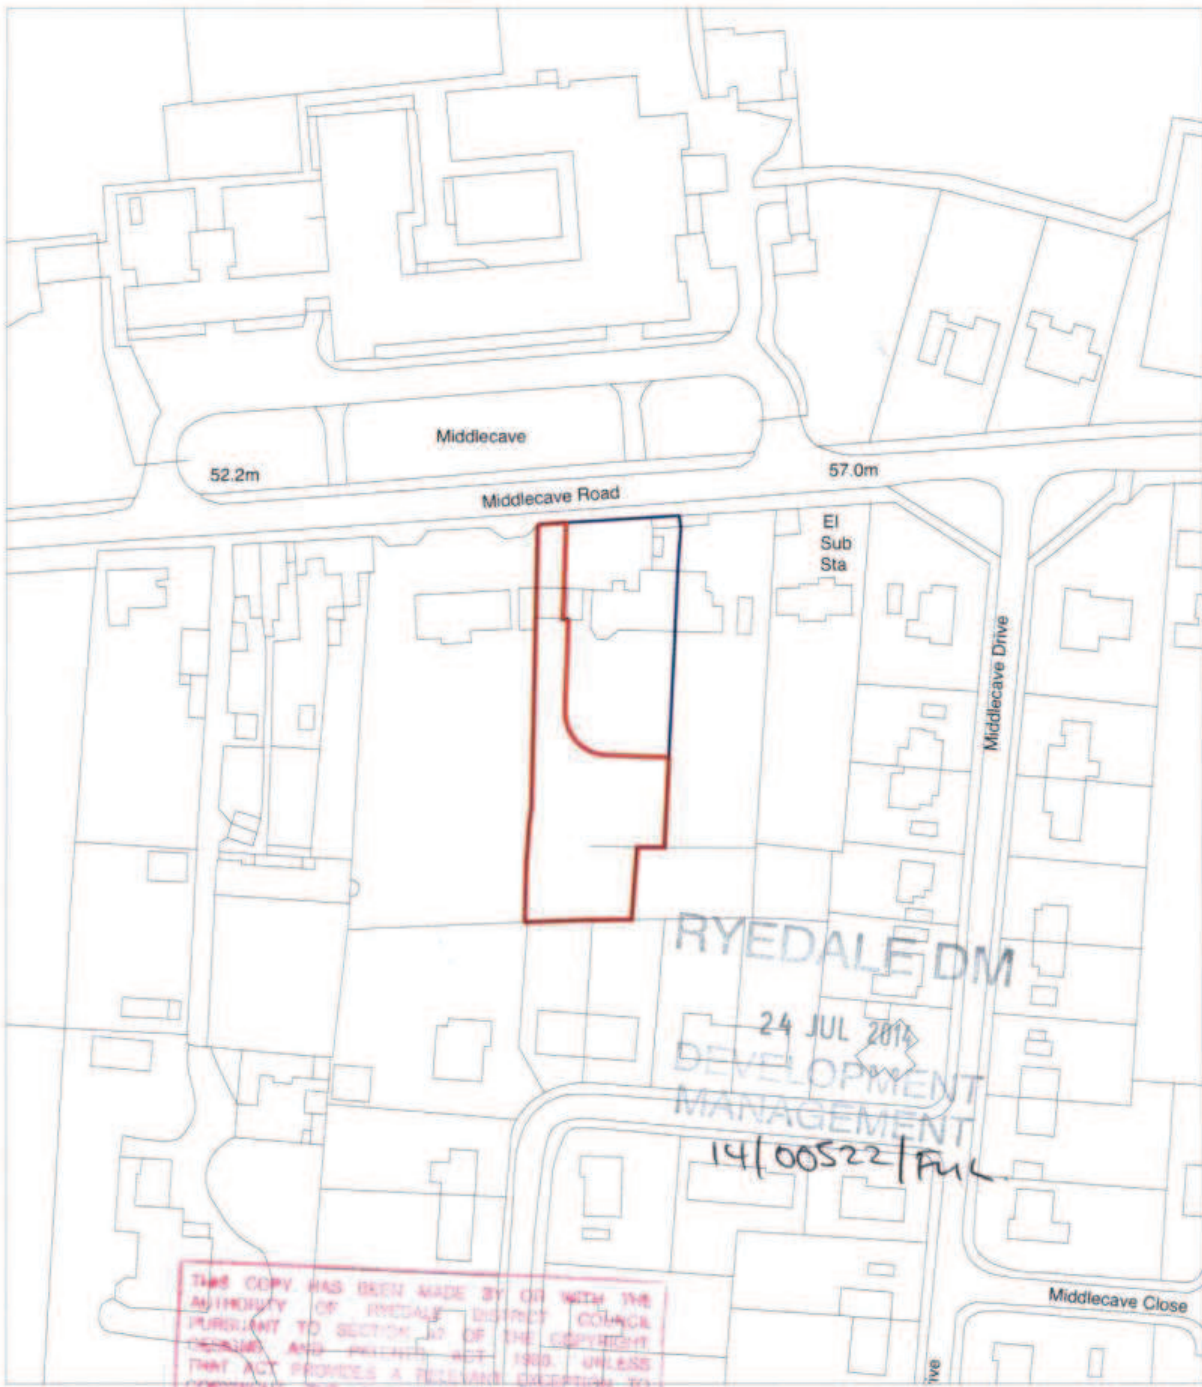 Middlecave
52.2m
57.0m
Middlecave Road
El
Sub
Sta
Middlecave Drive
RYEDALE DM
24 JUL 2014
DEVELOPMENT
MANAGEMENT
14/00522/FUL
Middlecave Close
ive
THIS COPY HAS BEEN MADE BY OR WITH THE
AUTHORITY OF RYEDALE DISTRICT COUNCIL
PURSUANT TO SECTION OF THE COPYRIGHT
DESIGNS AND PATENTS ACT 1988. UNLESS
THAT ACT PROVIDES A RELEVANT EXCEPTION TO